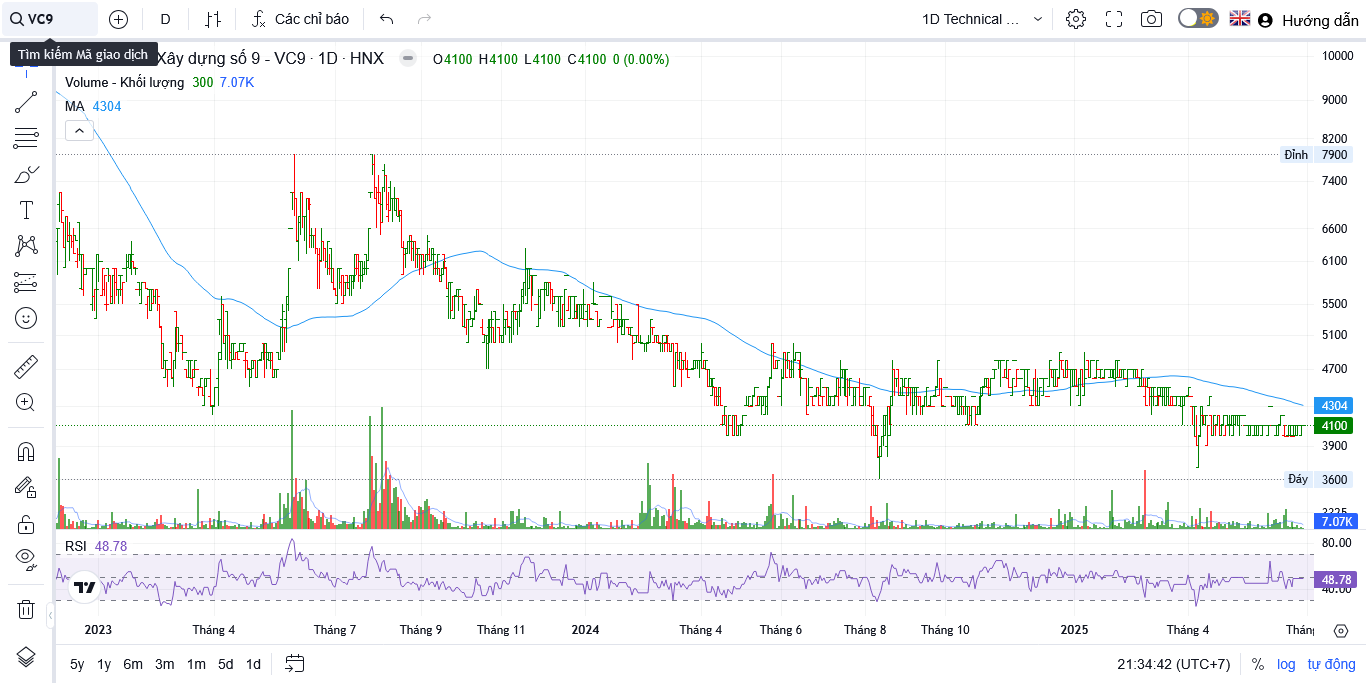 VC9
D
Các chỉ báo
1D Technical ...
Hướng dẫn
Tìm kiếm Mã giao dịch
Xây dựng số 9 - VC9 · 1D · HNX
O4100 H4100 L4100 C4100 0 (0.00%)
Volume - Khối lượng 300 7.07K
MA 4304
10000
9000
8200
Đỉnh 7900
7400
6600
6100
5500
5100
4700
4304
4100
3900
Đáy 3600
7.07K
RSI 48.78
80.00
48.78
40.00
2023 Tháng 4 Tháng 7 Tháng 9 Tháng 11 2024 Tháng 4 Tháng 6 Tháng 8 Tháng 10 2025 Tháng 4
5y 1y 6m 3m 1m 5d 1d
21:34:42 (UTC+7) % log tự động